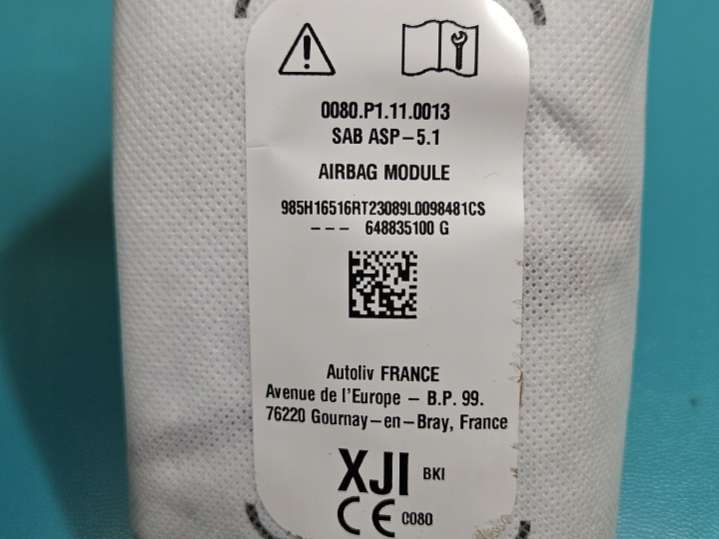 0080.P1.11.0013
SAB ASP-5.1
AIRBAG MODULE
985H16516RT23089L0098481CS
--- 648835100 G
Autoliv FRANCE
Avenue de l'Europe - B.P. 99.
76220 Gournay-en-Bray, France
XJI BKI
CE 0080